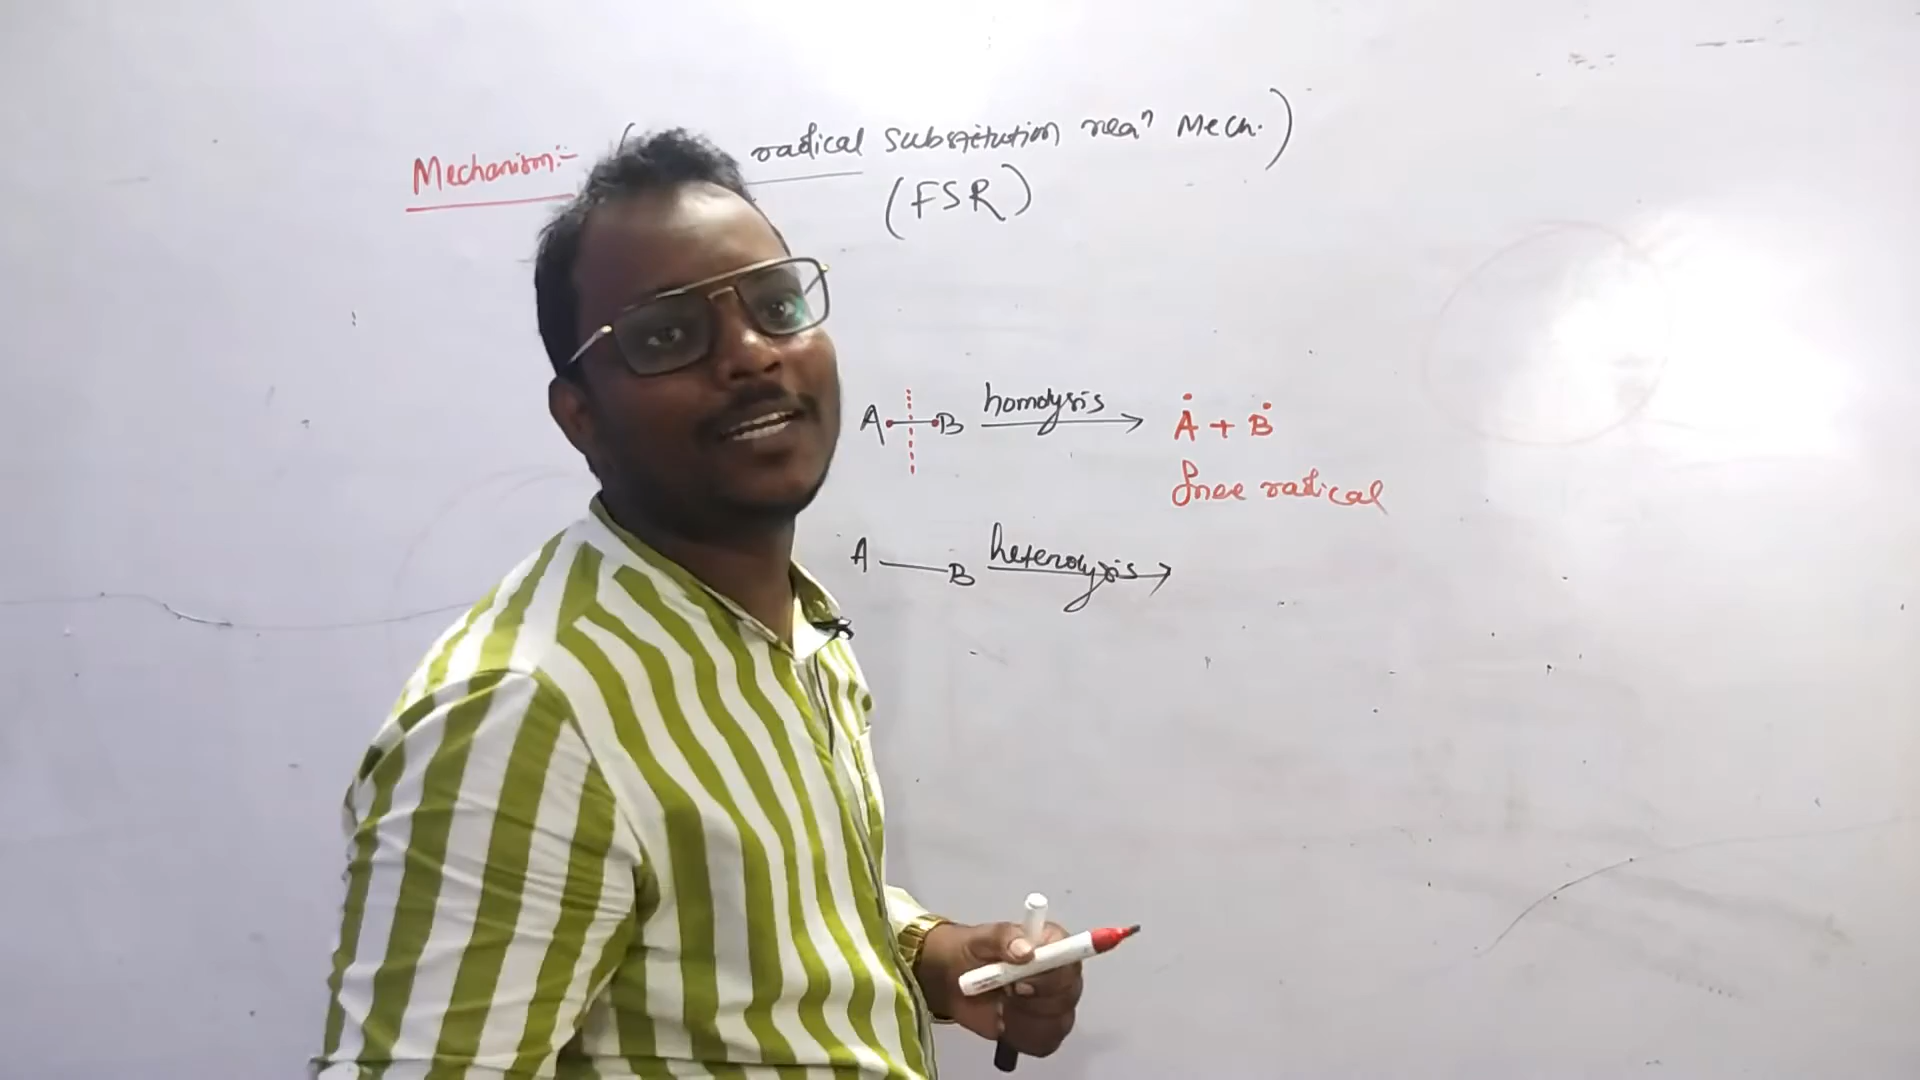 Mechanism:- ( radical substitution reaⁿ Mech.)
(FSR)
A B homolysis → Ȧ + Ḃ
free radical
A — B heterolysis →